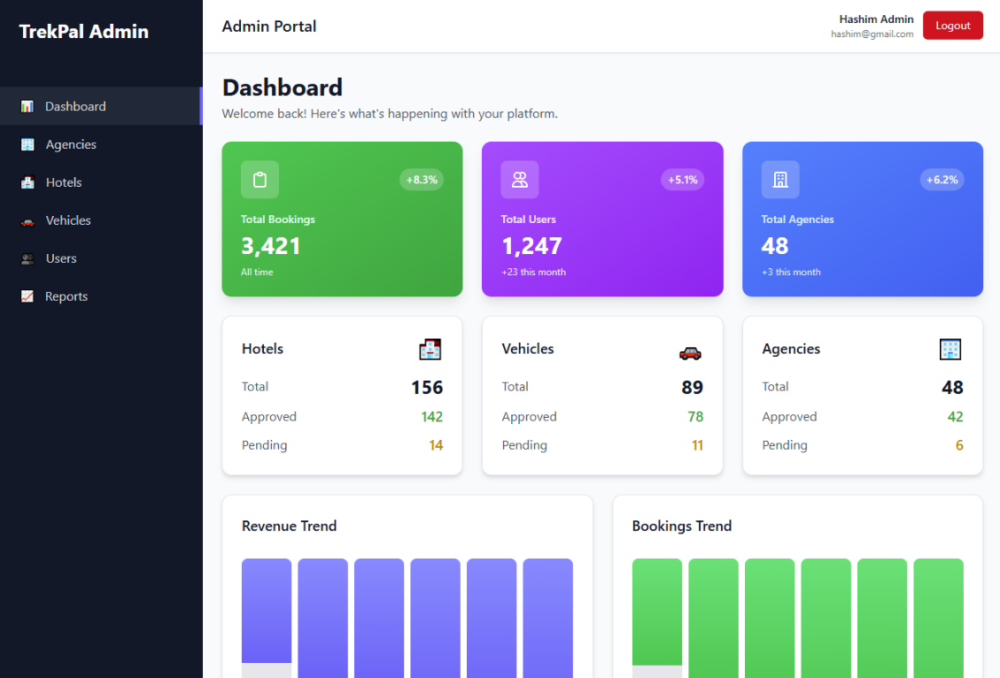 TrekPal Admin
Dashboard
Agencies
Hotels
Vehicles
Users
Reports
Admin Portal
Hashim Admin
hashim@gmail.com
Logout
Dashboard
Welcome back! Here's what's happening with your platform.
+8.3%
Total Bookings
3,421
All time
+5.1%
Total Users
1,247
+23 this month
+6.2%
Total Agencies
48
+3 this month
Hotels
Total 156
Approved 142
Pending 14
Vehicles
Total 89
Approved 78
Pending 11
Agencies
Total 48
Approved 42
Pending 6
Revenue Trend
Bookings Trend